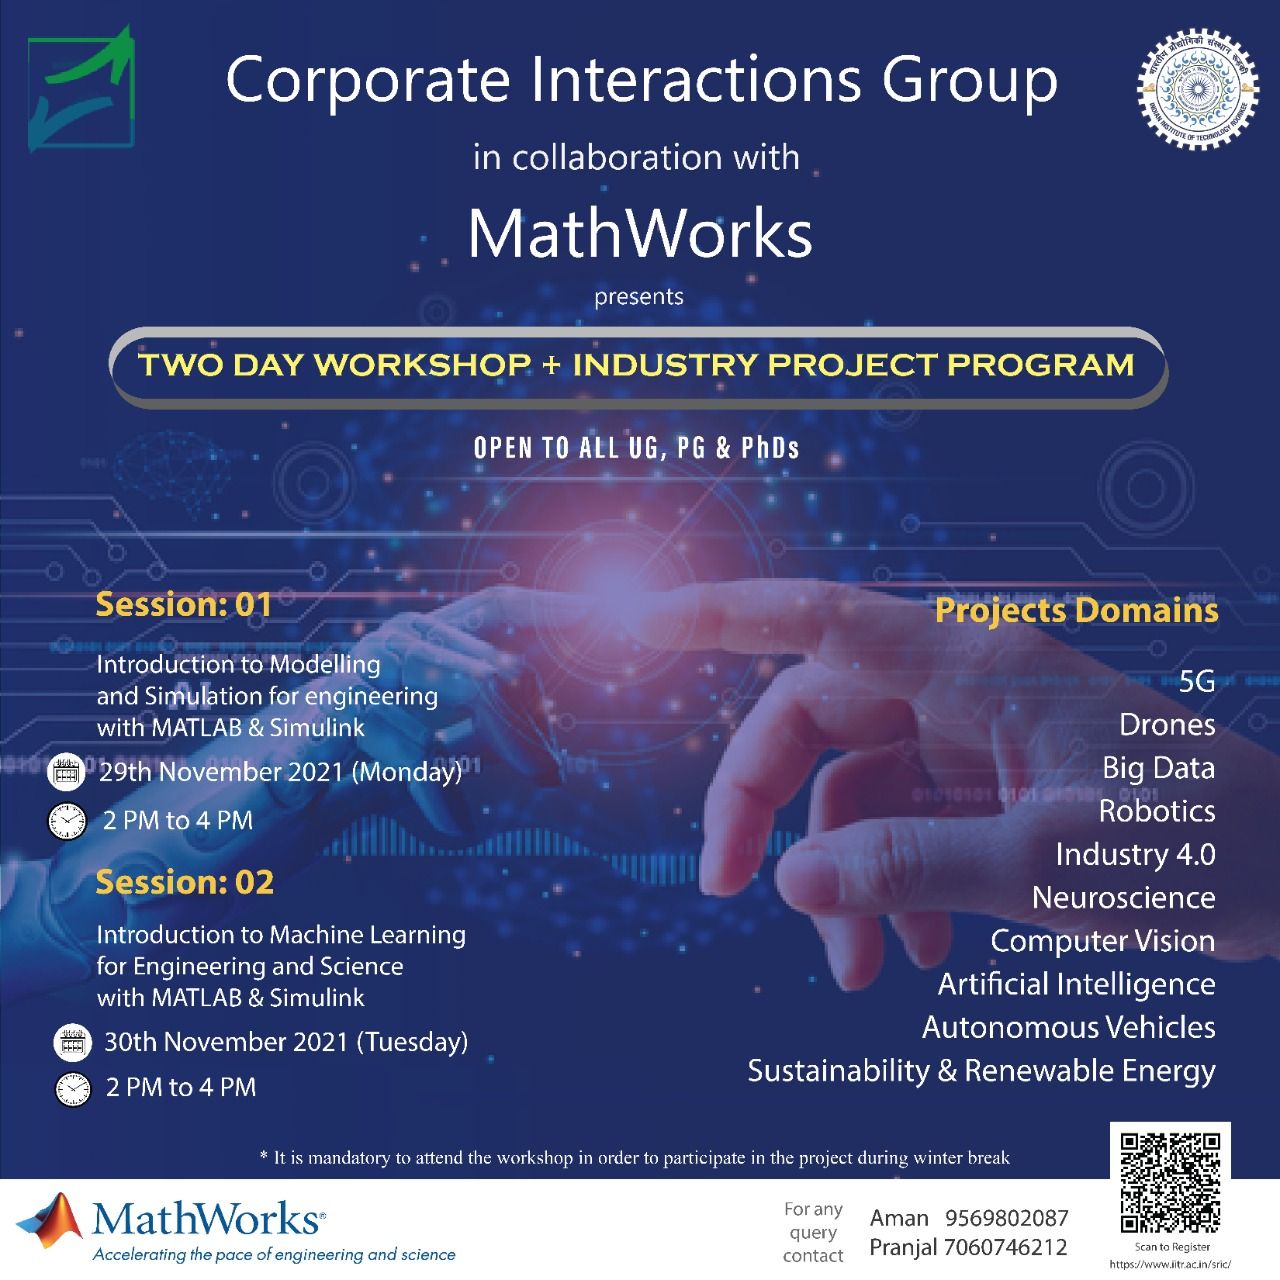 Corporate Interactions Group
in collaboration with
MathWorks
presents
TWO DAY WORKSHOP + INDUSTRY PROJECT PROGRAM
OPEN TO ALL UG, PG & PhDs
Session: 01
Introduction to Modelling
and Simulation for engineering
with MATLAB & Simulink
29th November 2021 (Monday)
2 PM to 4 PM
Session: 02
Introduction to Machine Learning
for Engineering and Science
with MATLAB & Simulink
30th November 2021 (Tuesday)
2 PM to 4 PM
Projects Domains
5G
Drones
Big Data
Robotics
Industry 4.0
Neuroscience
Computer Vision
Artificial Intelligence
Autonomous Vehicles
Sustainability & Renewable Energy
* It is mandatory to attend the workshop in order to participate in the project during winter break
MathWorks®
Accelerating the pace of engineering and science
For any
query
contact
Aman 9569802087
Pranjal 7060746212
Scan to Register
https://www.iitr.ac.in/sric/
INDIAN INSTITUTE OF TECHNOLOGY ROORKEE